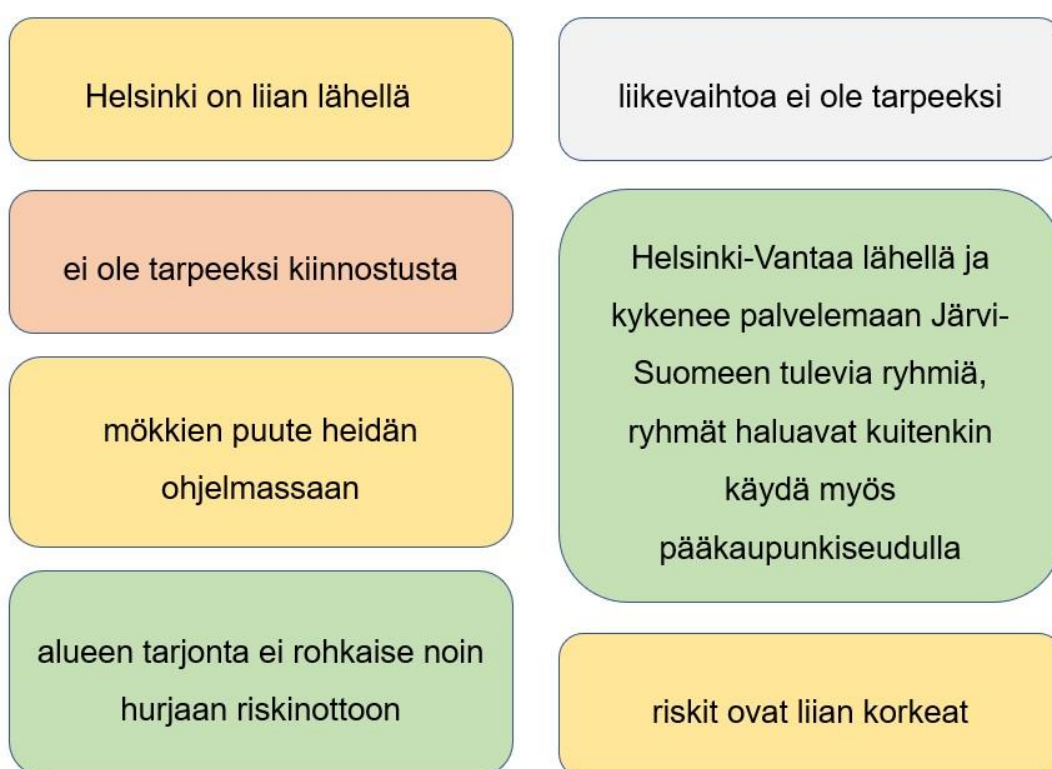 Helsinki on liian lähellä
ei ole tarpeeksi kiinnostusta
mökkien puute heidän
ohjelmassaan
alueen tarjonta ei rohkaise noin
hurjaan riskinottoon
liikevaihtoa ei ole tarpeeksi
Helsinki-Vantaa lähellä ja
kykenee palvelemaan Järvi-
Suomeen tulevia ryhmiä,
ryhmät haluavat kuitenkin
käydä myös
pääkaupunkiseudulla
riskit ovat liian korkeat